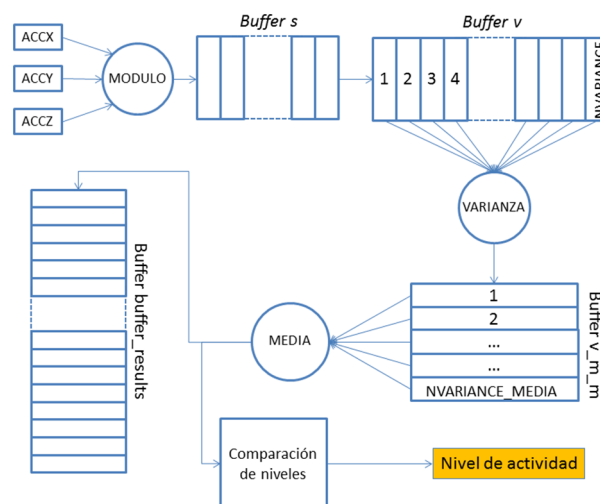 Buffer s
Buffer v
ACCX
ACCY
ACCZ
MODULO
1
2
3
4
NVARIANCE
VARIANZA
Buffer buffer_results
1
2
...
...
NVARIANCE_MEDIA
Buffer v_m_m
MEDIA
Comparación
de niveles
Nivel de actividad